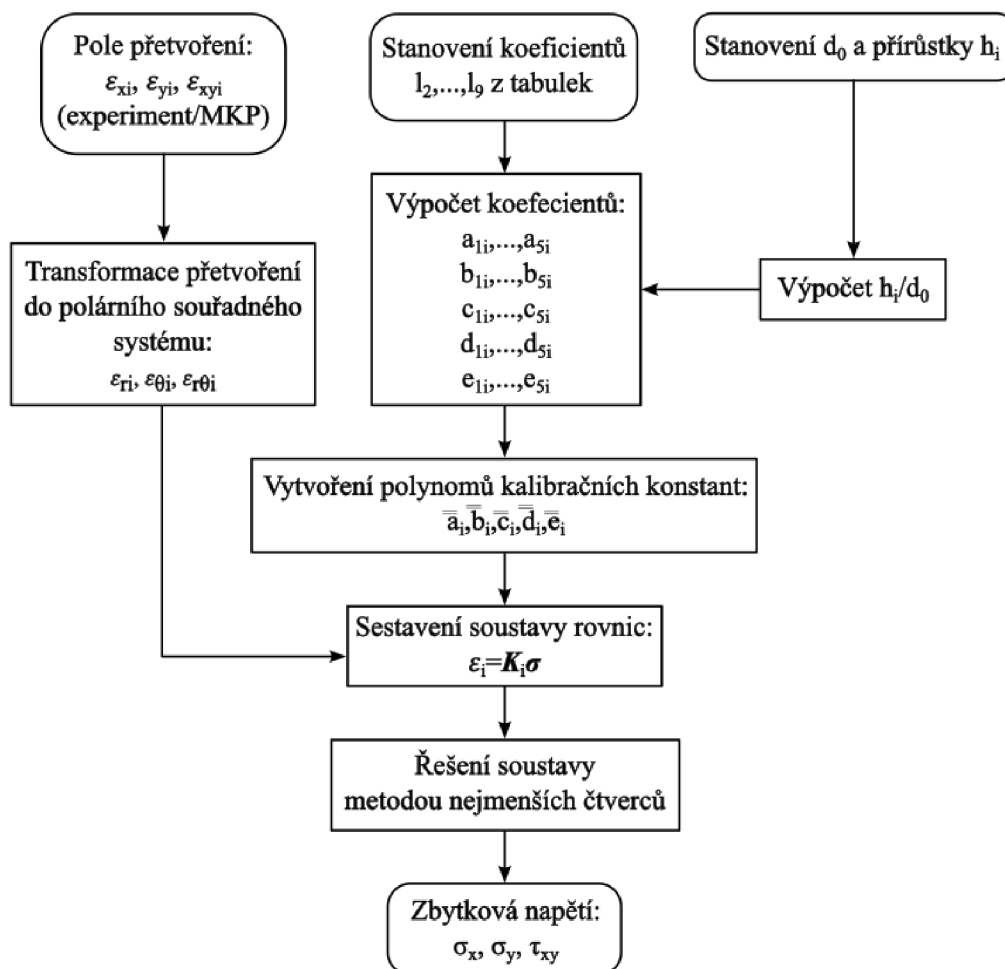 Pole přetvoření:
εxi, εyi, εxyi
(experiment/MKP)
Stanovení koeficientů
l2,...,l9 z tabulek
Stanovení d0 a přírůstky hi
Transformace přetvoření
do polárního souřadného
systému:
εri, εθi, εrθi
Výpočet koefecientů:
a1i,...,a5i
b1i,...,b5i
c1i,...,c5i
d1i,...,d5i
e1i,...,e5i
Výpočet hi/d0
Vytvoření polynomů kalibračních konstant:
a̿i,b̿i,c̿i,d̿i,e̿i
Sestavení soustavy rovnic:
εi=Kiσ
Řešení soustavy
metodou nejmenších čtverců
Zbytková napětí:
σx, σy, τxy